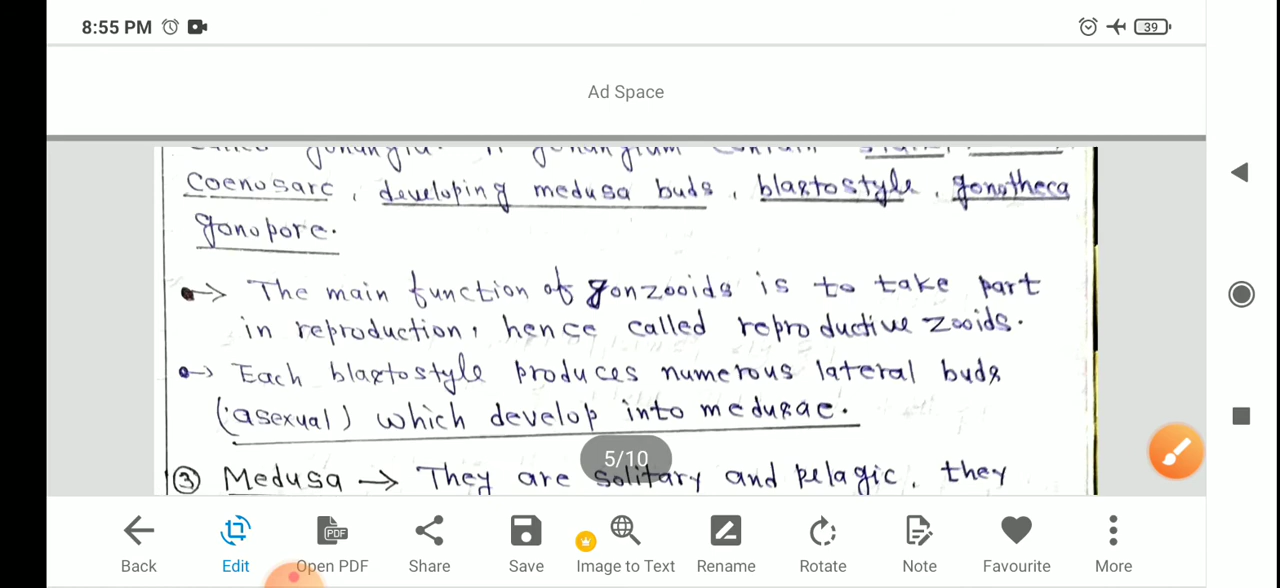 8:55 PM
39
Ad Space
Coenosarc, developing medusa buds, blastostyle, gonotheca
gonopore.
→ The main function of gonzooids is to take part
in reproduction, hence called reproductive zooids.
→ Each blastostyle produces numerous lateral buds
(asexual) which develop into medusae.
5/10
③ Medusa → They are solitary and pelagic, they
Back
Edit
PDF
Open PDF
Share
Save
Image to Text
Rename
Rotate
Note
Favourite
More